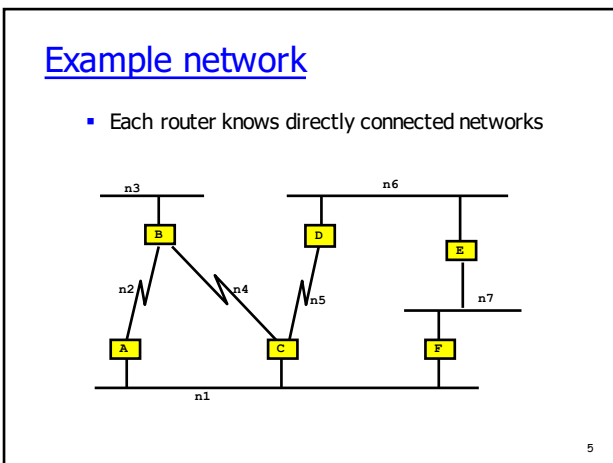 Example network
▪ Each router knows directly connected networks
n3
n6
B
D
E
n2
n4
n5
n7
A
C
F
n1
5